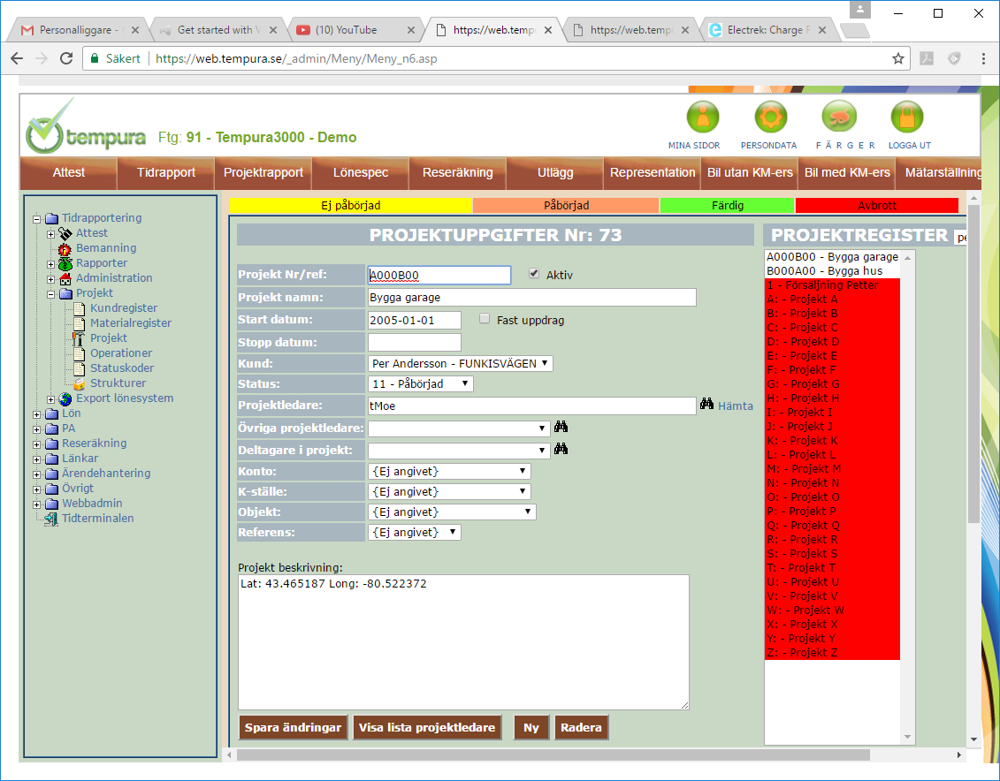 Personalliggare -
Get started with V
(10) YouTube
https://web.temp
https://web.temp
Electrek: Charge F
Säkert
https://web.tempura.se/_admin/Meny/Meny_n6.asp
tempura
Ftg: 91 - Tempura3000 - Demo
MINA SIDOR
PERSONDATA
F Ä R G E R
LOGGA UT
Attest
Tidrapport
Projektrapport
Lönespec
Reseräkning
Utlägg
Representation
Bil utan KM-ers
Bil med KM-ers
Mätarställning
Tidrapportering
Attest
Bemanning
Rapporter
Administration
Projekt
Kundregister
Materialregister
Projekt
Operationer
Statuskoder
Strukturer
Export lönesystem
Lön
PA
Reseräkning
Länkar
Ärendehantering
Övrigt
Webbadmin
Tidterminalen
Ej påbörjad
Påbörjad
Färdig
Avbrott
PROJEKTUPPGIFTER Nr: 73
Projekt Nr/ref: A000B00 Aktiv
Projekt namn: Bygga garage
Start datum: 2005-01-01 Fast uppdrag
Stopp datum:
Kund: Per Andersson - FUNKISVÄGEN
Status: 11 - Påbörjad
Projektledare: tMoe Hämta
Övriga projektledare:
Deltagare i projekt:
Konto: {Ej angivet}
K-ställe: {Ej angivet}
Objekt: {Ej angivet}
Referens: {Ej angivet}
Projekt beskrivning:
Lat: 43.465187 Long: -80.522372
Spara ändringar
Visa lista projektledare
Ny
Radera
PROJEKTREGISTER pe
A000B00 - Bygga garage
B000A00 - Bygga hus
1 - Försäljning Petter
A: - Projekt A
B: - Projekt B
C: - Projekt C
D: - Projekt D
E: - Projekt E
F: - Projekt F
G: - Projekt G
H: - Projekt H
I: - Projekt I
J: - Projekt J
K: - Projekt K
L: - Projekt L
M: - Projekt M
N: - Projekt N
O: - Projekt O
P: - Projekt P
Q: - Projekt Q
R: - Projekt R
S: - Projekt S
T: - Projekt T
U: - Projekt U
V: - Projekt V
W: - Projekt W
X: - Projekt X
Y: - Projekt Y
Z: - Projekt Z